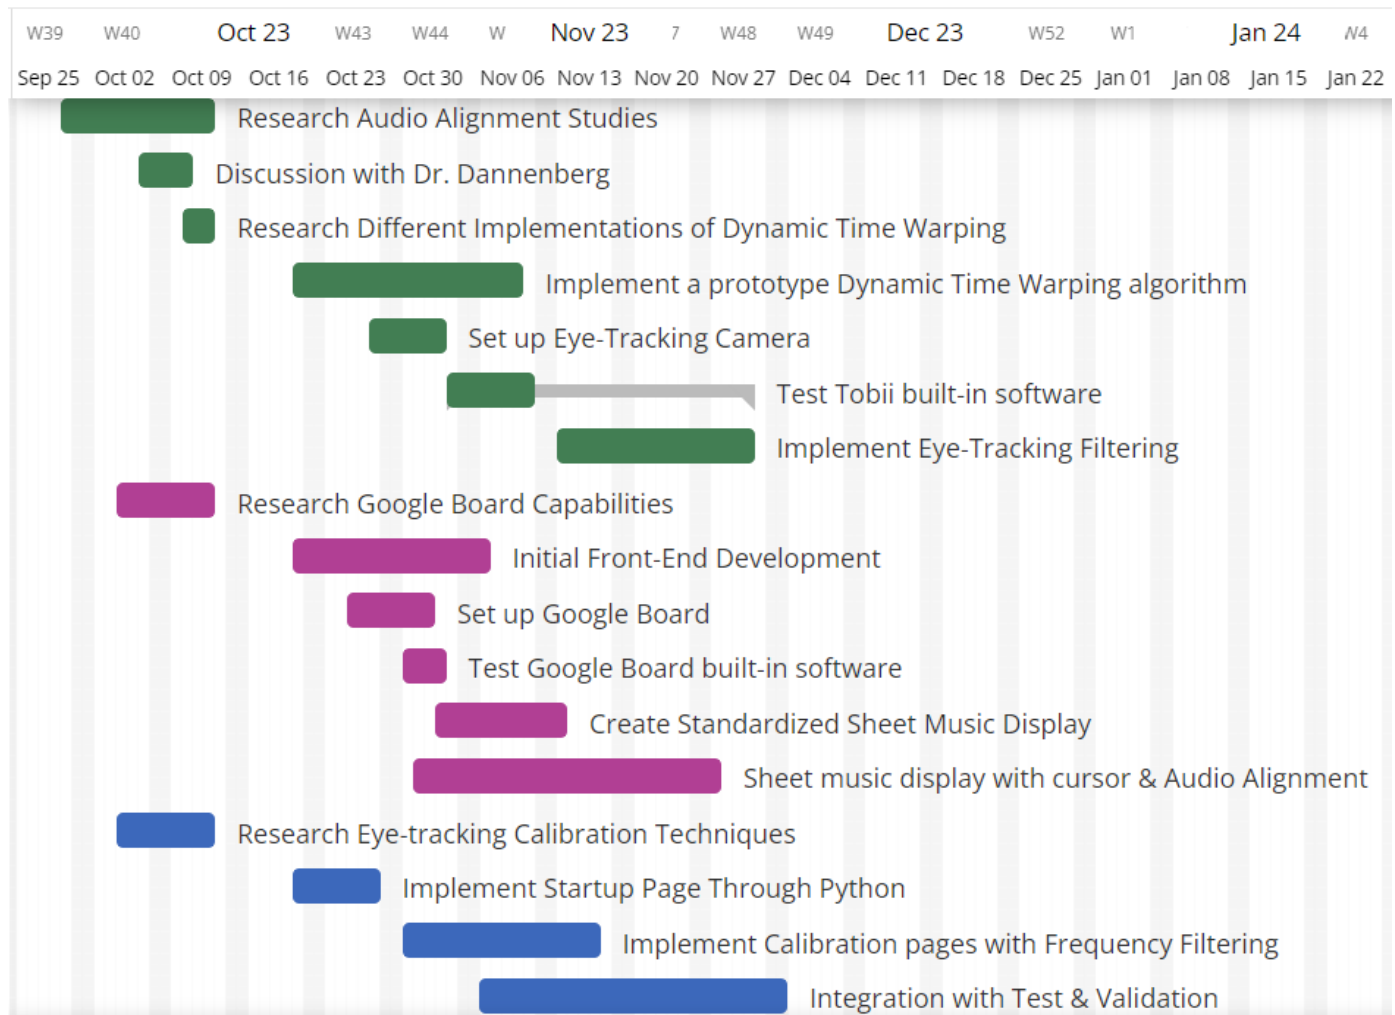 W39 W40 Oct 23 W43 W44 W Nov 23 7 W48 W49 Dec 23 W52 W1 Jan 24 W4
Sep 25 Oct 02 Oct 09 Oct 16 Oct 23 Oct 30 Nov 06 Nov 13 Nov 20 Nov 27 Dec 04 Dec 11 Dec 18 Dec 25 Jan 01 Jan 08 Jan 15 Jan 22
Research Audio Alignment Studies
Discussion with Dr. Dannenberg
Research Different Implementations of Dynamic Time Warping
Implement a prototype Dynamic Time Warping algorithm
Set up Eye-Tracking Camera
Test Tobii built-in software
Implement Eye-Tracking Filtering
Research Google Board Capabilities
Initial Front-End Development
Set up Google Board
Test Google Board built-in software
Create Standardized Sheet Music Display
Sheet music display with cursor & Audio Alignment
Research Eye-tracking Calibration Techniques
Implement Startup Page Through Python
Implement Calibration pages with Frequency Filtering
Integration with Test & Validation